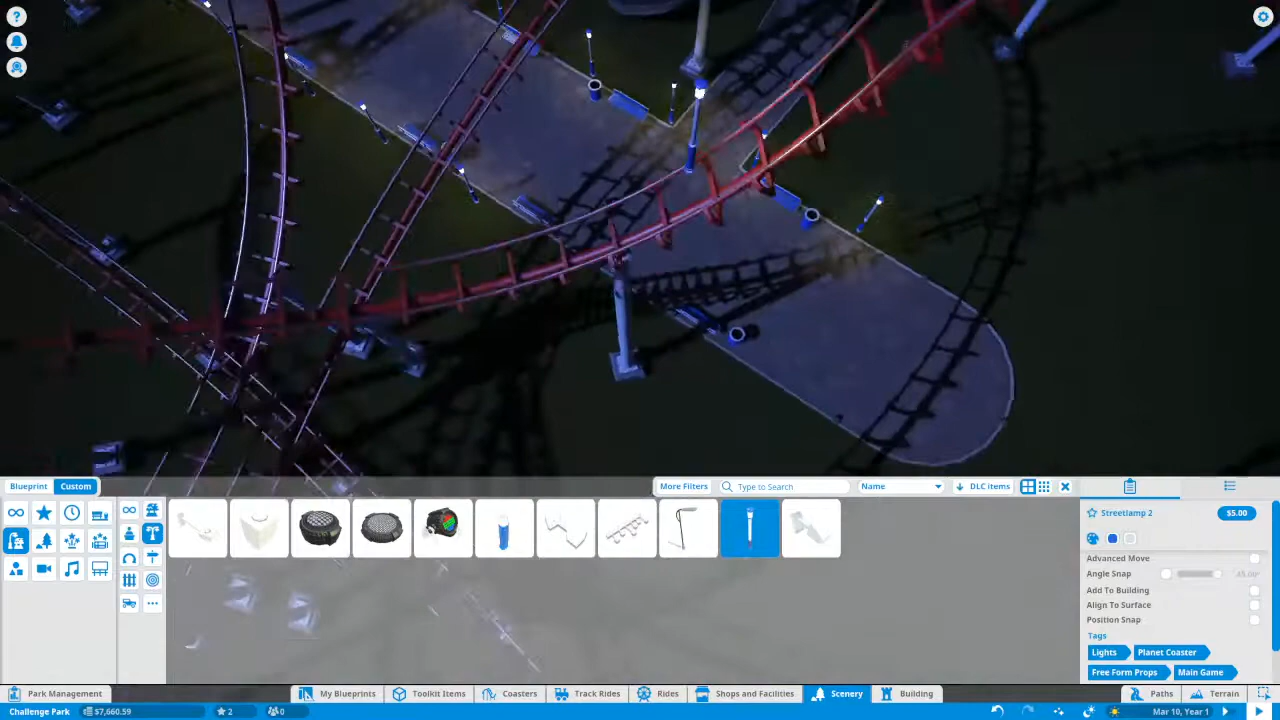 Blueprint Custom
More Filters Type to Search Name DLC items
Streetlamp 2 $5.00
Advanced Move
Angle Snap 45.00°
Add To Building
Align To Surface
Position Snap
Tags
Lights Planet Coaster
Free Form Props Main Game
Park Management My Blueprints Toolkit Items Coasters Track Rides Rides Shops and Facilities Scenery Building Paths Terrain
Challenge Park $7,660.59 2 0 Mar 10, Year 1